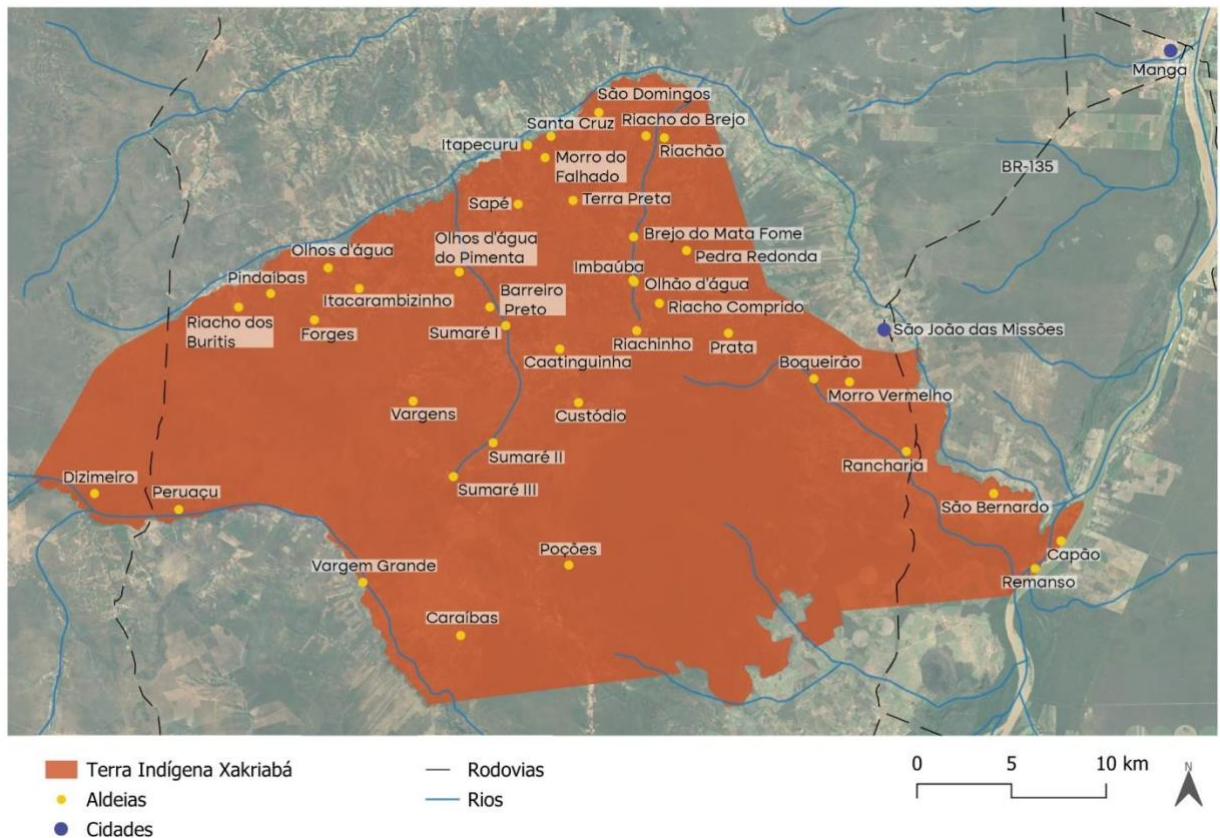 Manga
São Domingos
Santa Cruz
Riacho do Brejo
Itapecuru
Riachão
Morro do
Falhado
BR-135
Sapé
Terra Preta
Brejo do Mata Fome
Olhos d'água
Olhos d'água
do Pimenta
Pedra Redonda
Pindaíbas
Imbaúba
Olhão d'água
Itacarambizinho
Barreiro
Preto
Riacho Comprido
Riacho dos
Buritis
Forges
Sumaré I
Riachinho
Prata
São João das Missões
Caatinguinha
Boqueirão
Morro Vermelho
Vargens
Custódio
Sumaré II
Rancharia
Dizimeiro
Peruaçu
Sumaré III
São Bernardo
Poções
Capão
Vargem Grande
Remanso
Caraíbas
Terra Indígena Xakriabá
Aldeias
Cidades
Rodovias
Rios
0 5 10 km
N